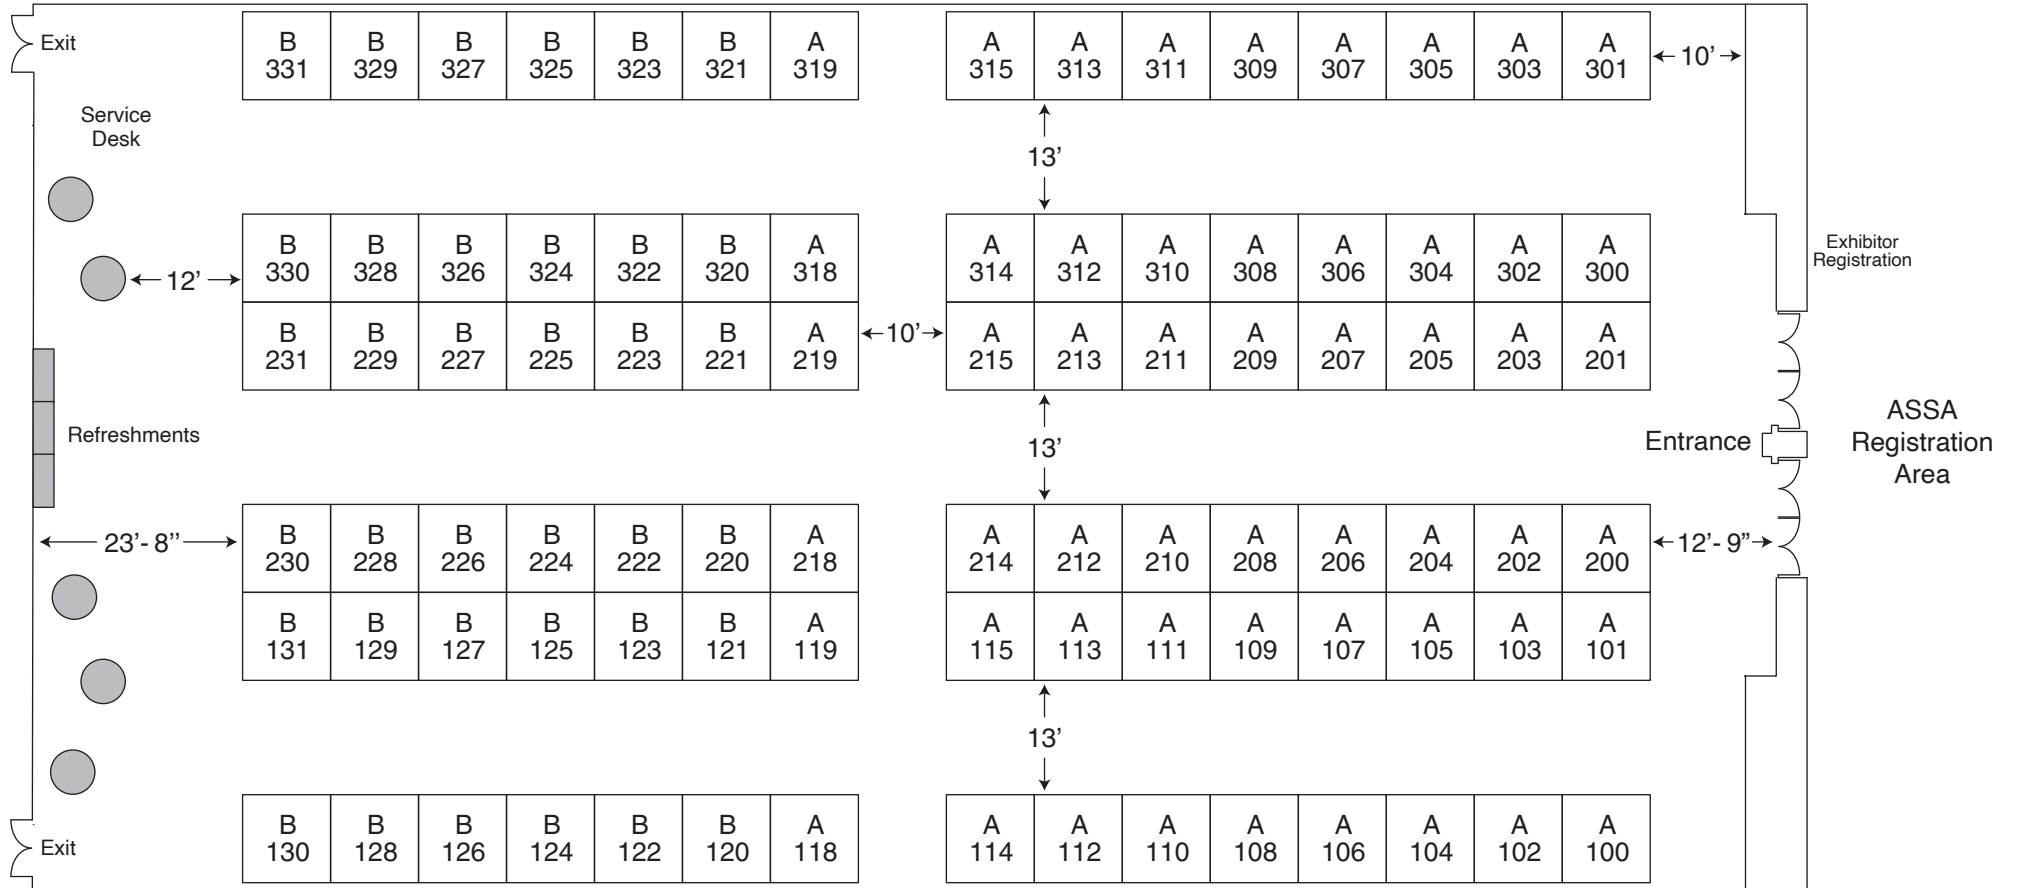 Exit
B B B B B B A A A A A A A A A
331 329 327 325 323 321 319 315 313 311 309 307 305 303 301
10’
Service
Desk
13’
B B B B B B A A A A A A A A A
330 328 326 324 322 320 318 314 312 310 308 306 304 302 300
Exhibitor
Registration
12’
B B B B B B A A A A A A A A A
231 229 227 225 223 221 219 215 213 211 209 207 205 203 201
10’
Refreshments
13’
Entrance
ASSA
Registration
Area
B B B B B B A A A A A A A A A
230 228 226 224 222 220 218 214 212 210 208 206 204 202 200
23’- 8’’
12’- 9”
B B B B B B A A A A A A A A A
131 129 127 125 123 121 119 115 113 111 109 107 105 103 101
13’
B B B B B B A A A A A A A A A
130 128 126 124 122 120 118 114 112 110 108 106 104 102 100
Exit